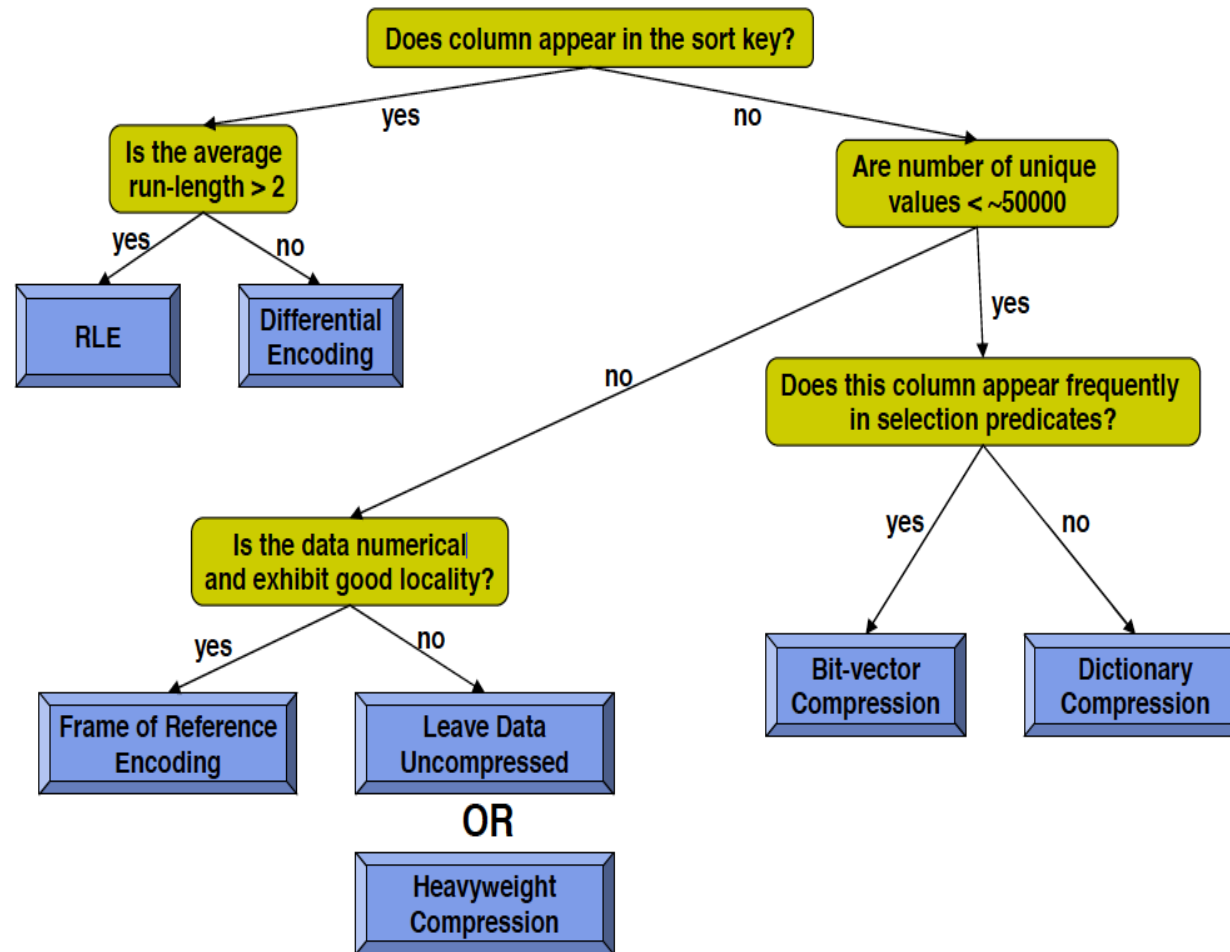 Does column appear in the sort key?
yes
no
Is the average
run-length > 2
Are number of unique
values < ~50000
yes
no
RLE
Differential
Encoding
no
yes
Does this column appear frequently
in selection predicates?
Is the data numerical
and exhibit good locality?
yes
no
yes
no
Bit-vector
Compression
Dictionary
Compression
Frame of Reference
Encoding
Leave Data
Uncompressed
OR
Heavyweight
Compression